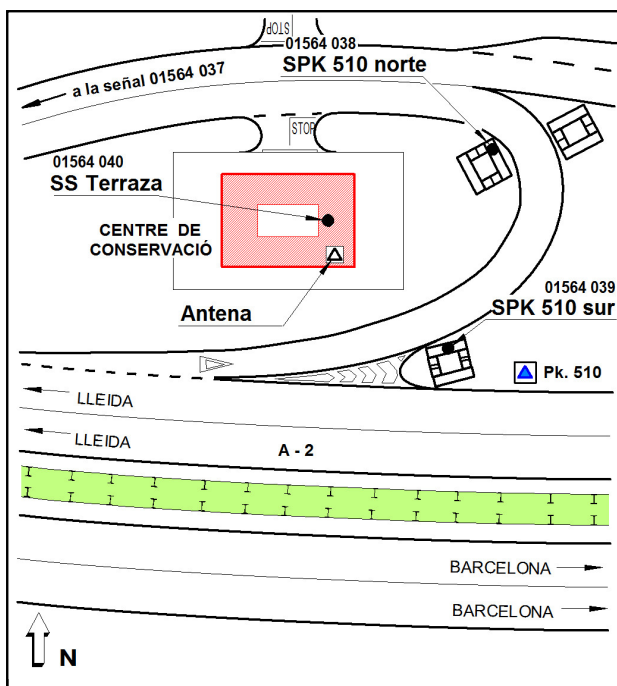 STOP
01564 038
SPK 510 norte
a la señal 01564 037
STOP
01564 040
SS Terraza
CENTRE DE
CONSERVACIÓ
Antena
01564 039
SPK 510 sur
Pk. 510
LLEIDA
LLEIDA
A - 2
BARCELONA
BARCELONA
N